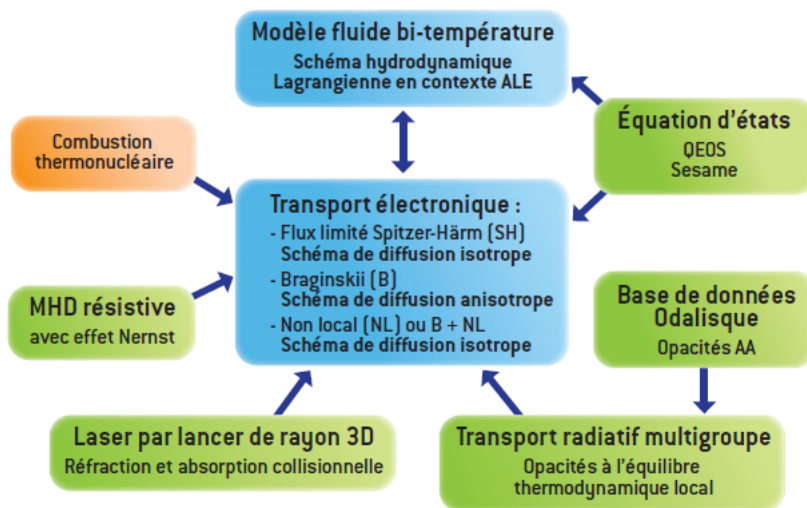 Modèle fluide bi-température
Schéma hydrodynamique
Lagrangienne en contexte ALE
Combustion
thermonucléaire
Équation d'états
QEOS
Sesame
Transport électronique :
- Flux limité Spitzer-Härm (SH)
Schéma de diffusion isotrope
- Braginskii (B)
Schéma de diffusion anisotrope
- Non local (NL) ou B + NL
Schéma de diffusion isotrope
MHD résistive
avec effet Nernst
Base de données
Odalisque
Opacités AA
Laser par lancer de rayon 3D
Réfraction et absorption collisionnelle
Transport radiatif multigroupe
Opacités à l'équilibre
thermodynamique local